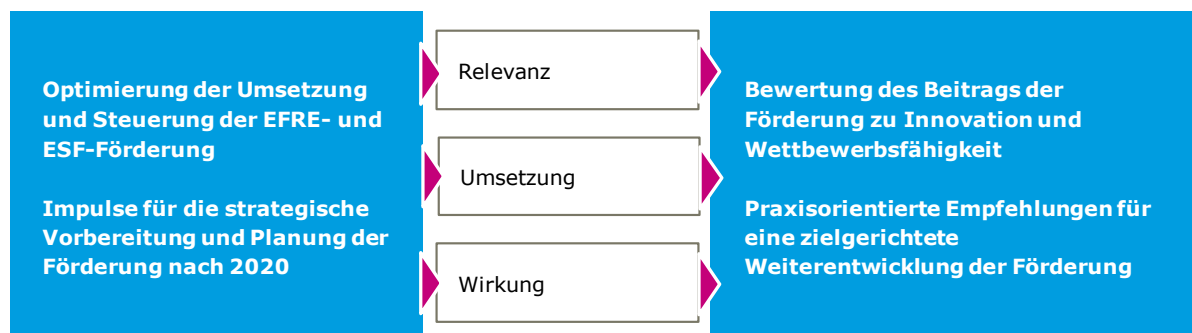 Optimierung der Umsetzung
und Steuerung der EFRE- und
ESF-Förderung
Impulse für die strategische
Vorbereitung und Planung der
Förderung nach 2020
Relevanz
Umsetzung
Wirkung
Bewertung des Beitrags der
Förderung zu Innovation und
Wettbewerbsfähigkeit
Praxisorientierte Empfehlungen für
eine zielgerichtete
Weiterentwicklung der Förderung